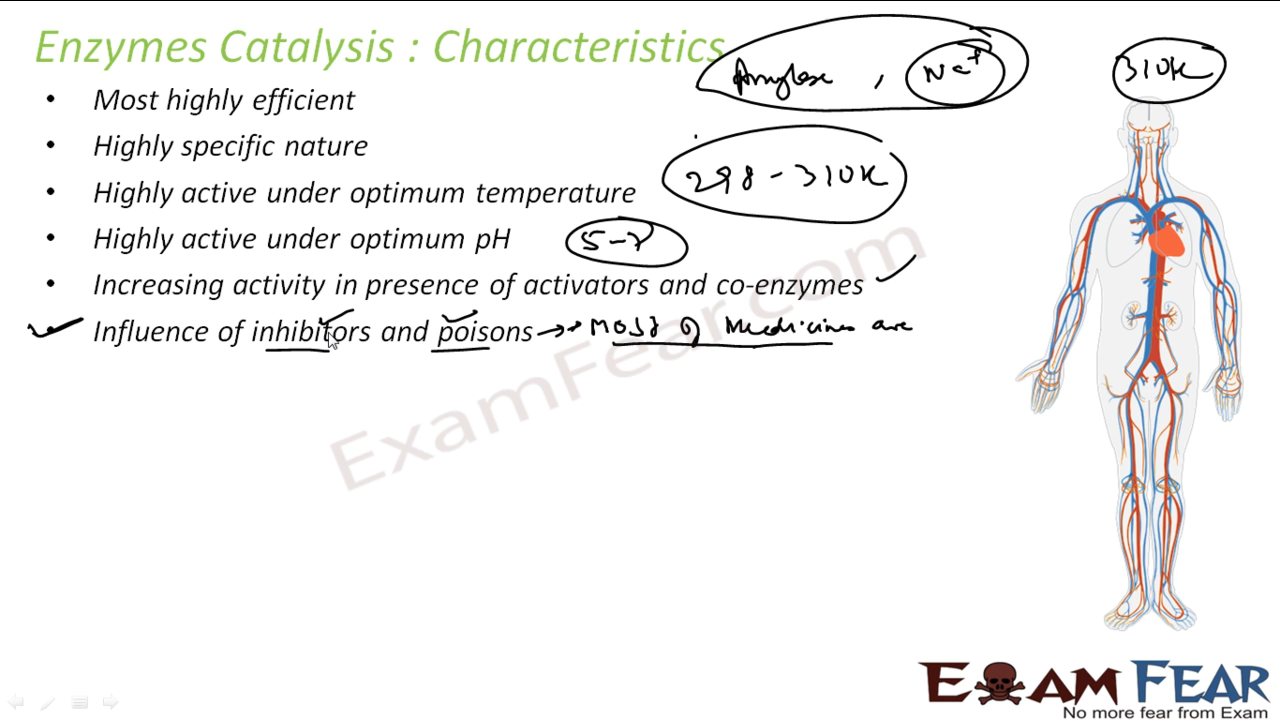 Enzymes Catalysis : Characteristics
Amylase , Na+
310K
• Most highly efficient
• Highly specific nature
• Highly active under optimum temperature 298 - 310K
• Highly active under optimum pH 5-7
• Increasing activity in presence of activators and co-enzymes
• Influence of inhibitors and poisons → Most of Medicines are
ExamFear.com
EXAM FEAR
No more fear from Exam